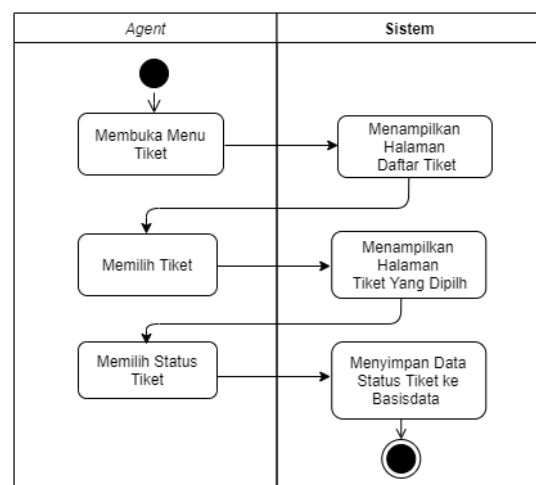 Agent
Sistem
Membuka Menu
Tiket
Menampilkan
Halaman
Daftar Tiket
Memilih Tiket
Menampilkan
Halaman
Tiket Yang Dipilh
Memilih Status
Tiket
Menyimpan Data
Status Tiket ke
Basisdata